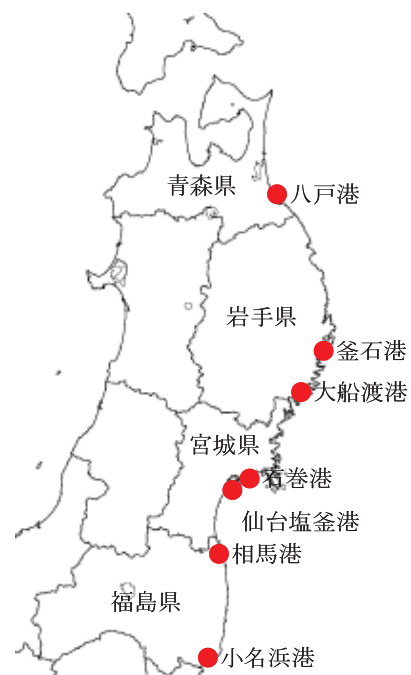 青森県
八戸港
岩手県
釜石港
大船渡港
宮城県
石巻港
仙台塩釜港
相馬港
福島県
小名浜港